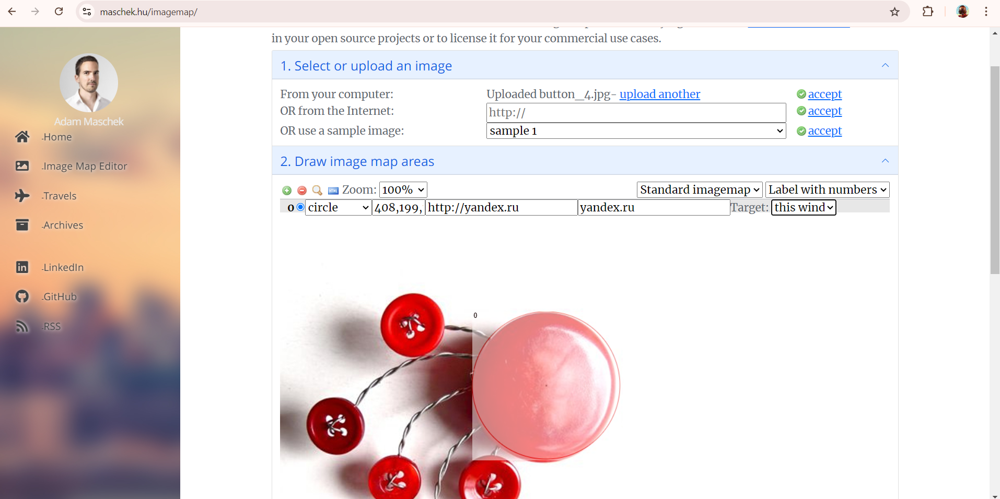 maschek.hu/imagemap/
in your open source projects or to license it for your commercial use cases.
Adam Maschek
-Home
-Image Map Editor
-Travels
-Archives
-LinkedIn
-GitHub
-RSS
1. Select or upload an image
From your computer: Uploaded button_4.jpg- upload another accept
OR from the Internet: http:// accept
OR use a sample image: sample 1 accept
2. Draw image map areas
HTML Zoom: 100% Standard imagemap Label with numbers
0 circle 408,199, http://yandex.ru yandex.ru Target: this wind
0